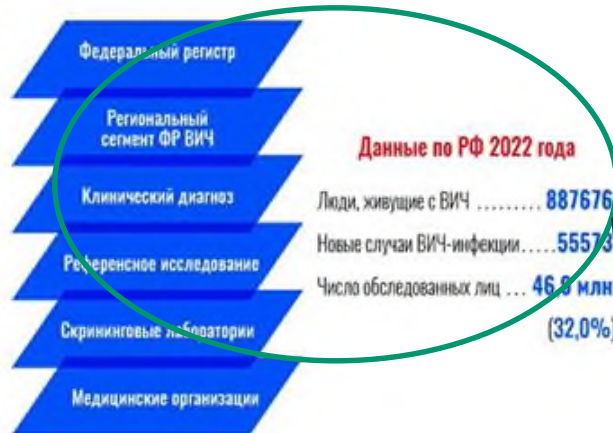 Федеральный регистр
Региональный
сегмент ФР ВИЧ
Клинический диагноз
Референсное исследование
Скрининговые лаборатории
Медицинские организации
Данные по РФ 2022 года
Люди, живущие с ВИЧ ......... 887676
Новые случаи ВИЧ-инфекции.....55573
Число обследованных лиц ... млн
(32,0%)